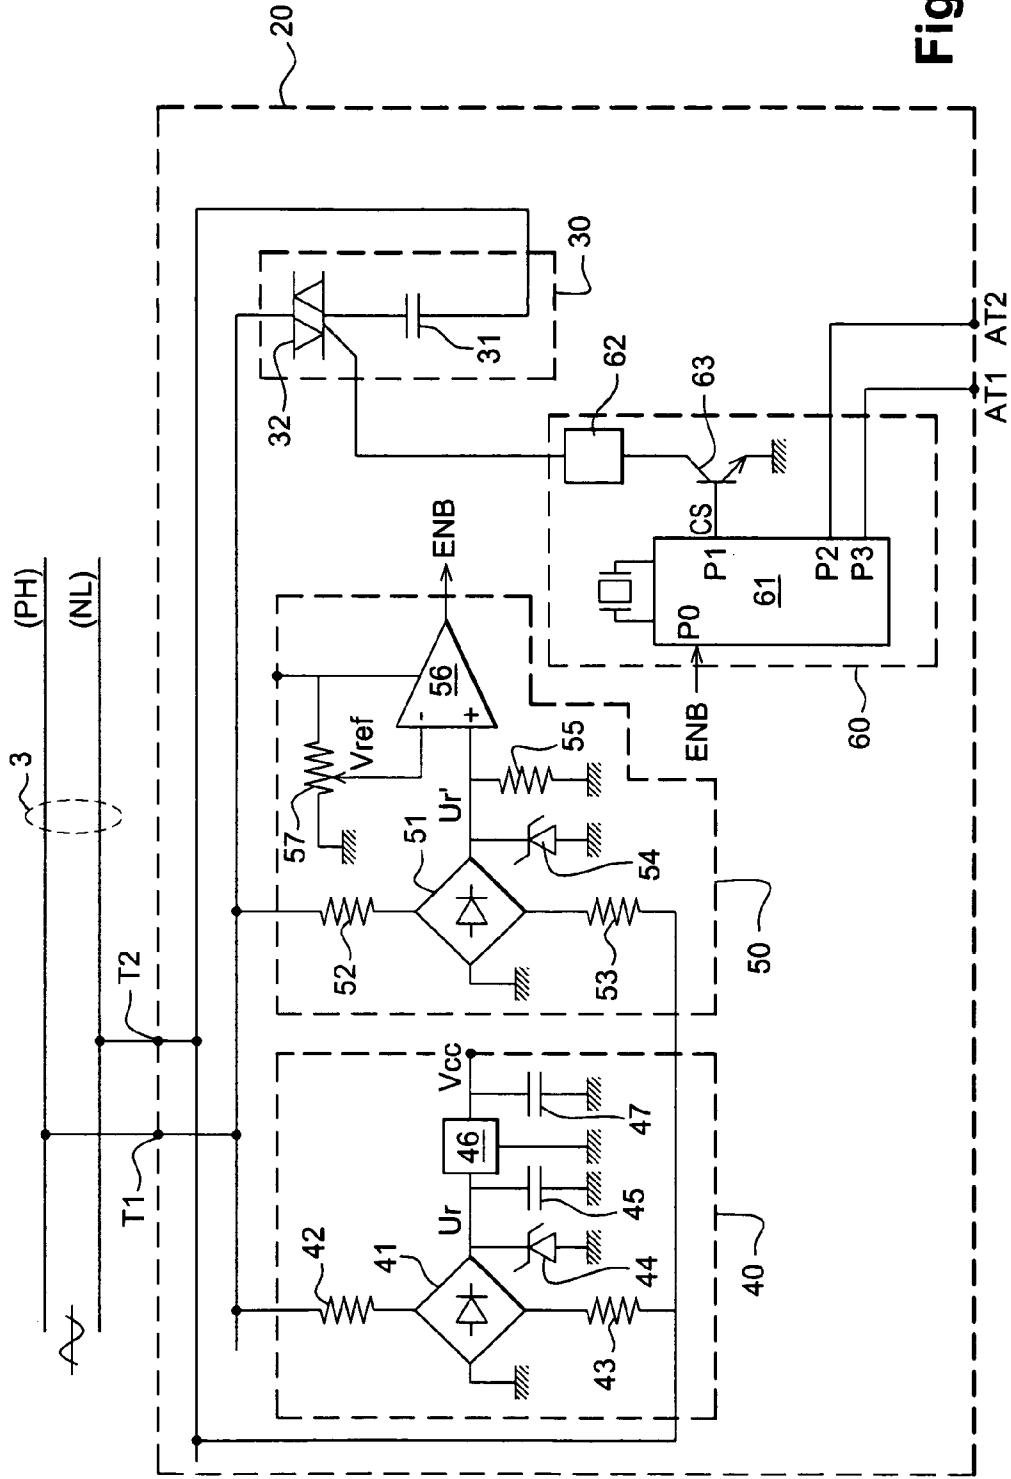 Fig
20
3
(PH)
(NL)
T1
T2
30
32
31
62
63
CS
P1
P0
61
P2
P3
AT1
AT2
ENB
60
ENB
56
-
+
Vref
57
Ur'
55
51
54
52
53
50
Vcc
46
47
45
Ur
44
42
41
43
40